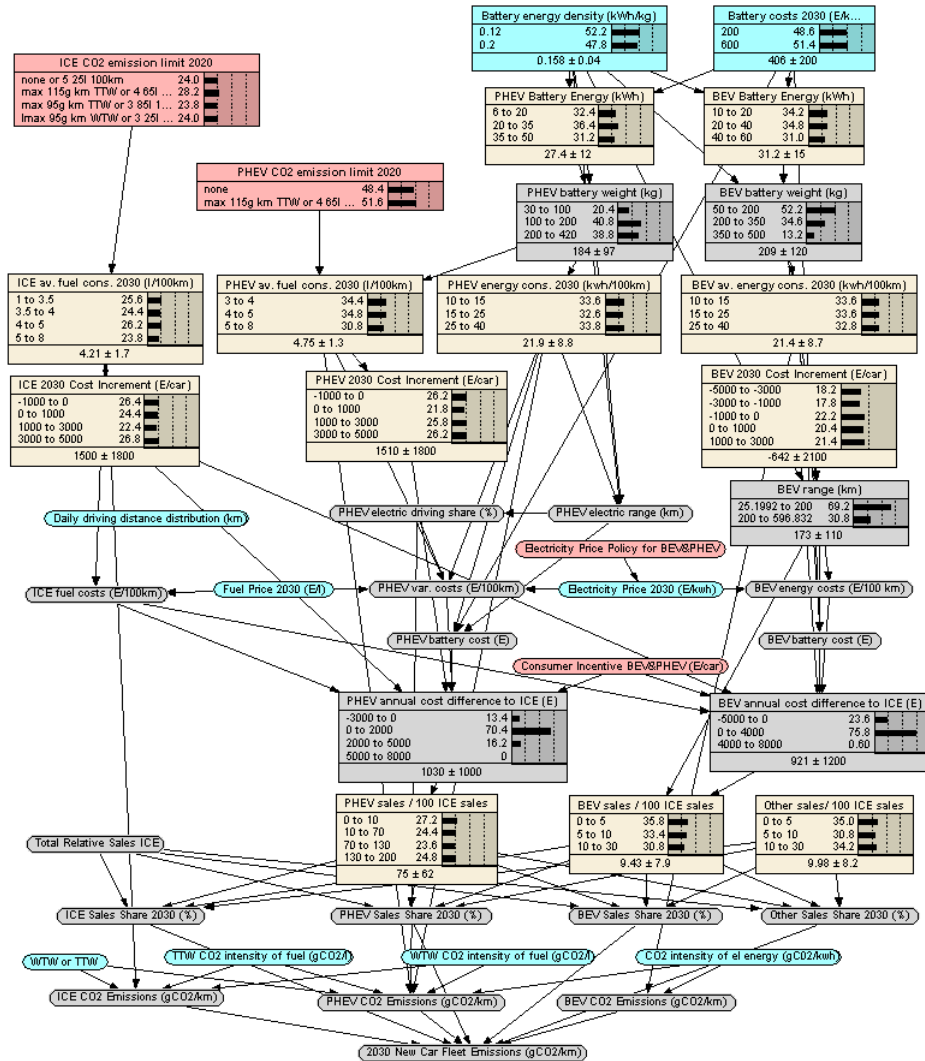 Battery energy density (kWh/kg)
0.12 52.2
0.2 47.8
0.158 ± 0.04
Battery costs 2030 (E/k...
200 48.6
600 51.4
406 ± 200
ICE CO2 emission limit 2020
none or 5 25l 100km 24.0
max 115g km TTW or 4 65l ... 28.2
max 95g km TTW or 3 85l 1... 23.8
lmax 95g km WTW or 3 25l ... 24.0
PHEV Battery Energy (kWh)
6 to 20 32.4
20 to 35 36.4
35 to 50 31.2
27.4 ± 12
BEV Battery Energy (kWh)
10 to 20 34.2
20 to 40 34.8
40 to 60 31.0
31.2 ± 15
PHEV CO2 emission limit 2020
none 48.4
max 115g km TTW or 4 65l ... 51.6
PHEV battery weight (kg)
30 to 100 20.4
100 to 200 40.8
200 to 420 38.8
184 ± 97
BEV battery weight (kg)
50 to 200 52.2
200 to 350 34.6
350 to 500 13.2
209 ± 120
ICE av. fuel cons. 2030 (l/100km)
1 to 3.5 25.6
3.5 to 4 24.4
4 to 5 26.2
5 to 8 23.8
4.21 ± 1.7
PHEV av. fuel cons. 2030 (l/100km)
3 to 4 34.4
4 to 5 34.8
5 to 8 30.8
4.75 ± 1.3
PHEV energy cons. 2030 (kwh/100km)
10 to 15 33.6
15 to 25 32.6
25 to 40 33.8
21.9 ± 8.8
BEV av. energy cons. 2030 (kwh/100km)
10 to 15 33.6
15 to 25 33.6
25 to 40 32.8
21.4 ± 8.7
ICE 2030 Cost Increment (E/car)
-1000 to 0 26.4
0 to 1000 24.4
1000 to 3000 22.4
3000 to 5000 26.8
1500 ± 1800
PHEV 2030 Cost Increment (E/car)
-1000 to 0 26.2
0 to 1000 21.8
1000 to 3000 25.8
3000 to 5000 26.2
1510 ± 1800
BEV 2030 Cost Increment (E/car)
-5000 to -3000 18.2
-3000 to -1000 17.8
-1000 to 0 22.2
0 to 1000 20.4
1000 to 3000 21.4
-642 ± 2100
BEV range (km)
25.1992 to 200 69.2
200 to 596.832 30.8
173 ± 110
Daily driving distance distribution (km)
PHEV electric driving share (%)
PHEV electric range (km)
Electricity Price Policy for BEV&PHEV
ICE fuel costs (E/100km)
Fuel Price 2030 (E/l)
PHEV var. costs (E/100km)
Electricity Price 2030 (E/kwh)
BEV energy costs (E/100 km)
PHEV battery cost (E)
BEV battery cost (E)
Consumer Incentive BEV&PHEV (E/car)
PHEV annual cost difference to ICE (E)
-3000 to 0 13.4
0 to 2000 70.4
2000 to 5000 16.2
5000 to 8000 0
1030 ± 1000
BEV annual cost difference to ICE (E)
-5000 to 0 23.6
0 to 4000 75.8
4000 to 8000 0.60
921 ± 1200
PHEV sales / 100 ICE sales
0 to 10 27.2
10 to 70 24.4
70 to 130 23.6
130 to 200 24.8
75 ± 62
BEV sales / 100 ICE sales
0 to 5 35.8
5 to 10 33.4
10 to 30 30.8
9.43 ± 7.9
Other sales/ 100 ICE sales
0 to 5 35.0
5 to 10 30.8
10 to 30 34.2
9.98 ± 8.2
Total Relative Sales ICE
ICE Sales Share 2030 (%)
PHEV Sales Share 2030 (%)
BEV Sales Share 2030 (%)
Other Sales Share 2030 (%)
WTW or TTW
TTW CO2 intensity of fuel (gCO2/l)
WTW CO2 intensity of fuel (gCO2/l)
CO2 intensity of el energy (gCO2/kwh)
ICE CO2 Emissions (gCO2/km)
PHEV CO2 Emissions (gCO2/km)
BEV CO2 Emissions (gCO2/km)
2030 New Car Fleet Emissions (gCO2/km)